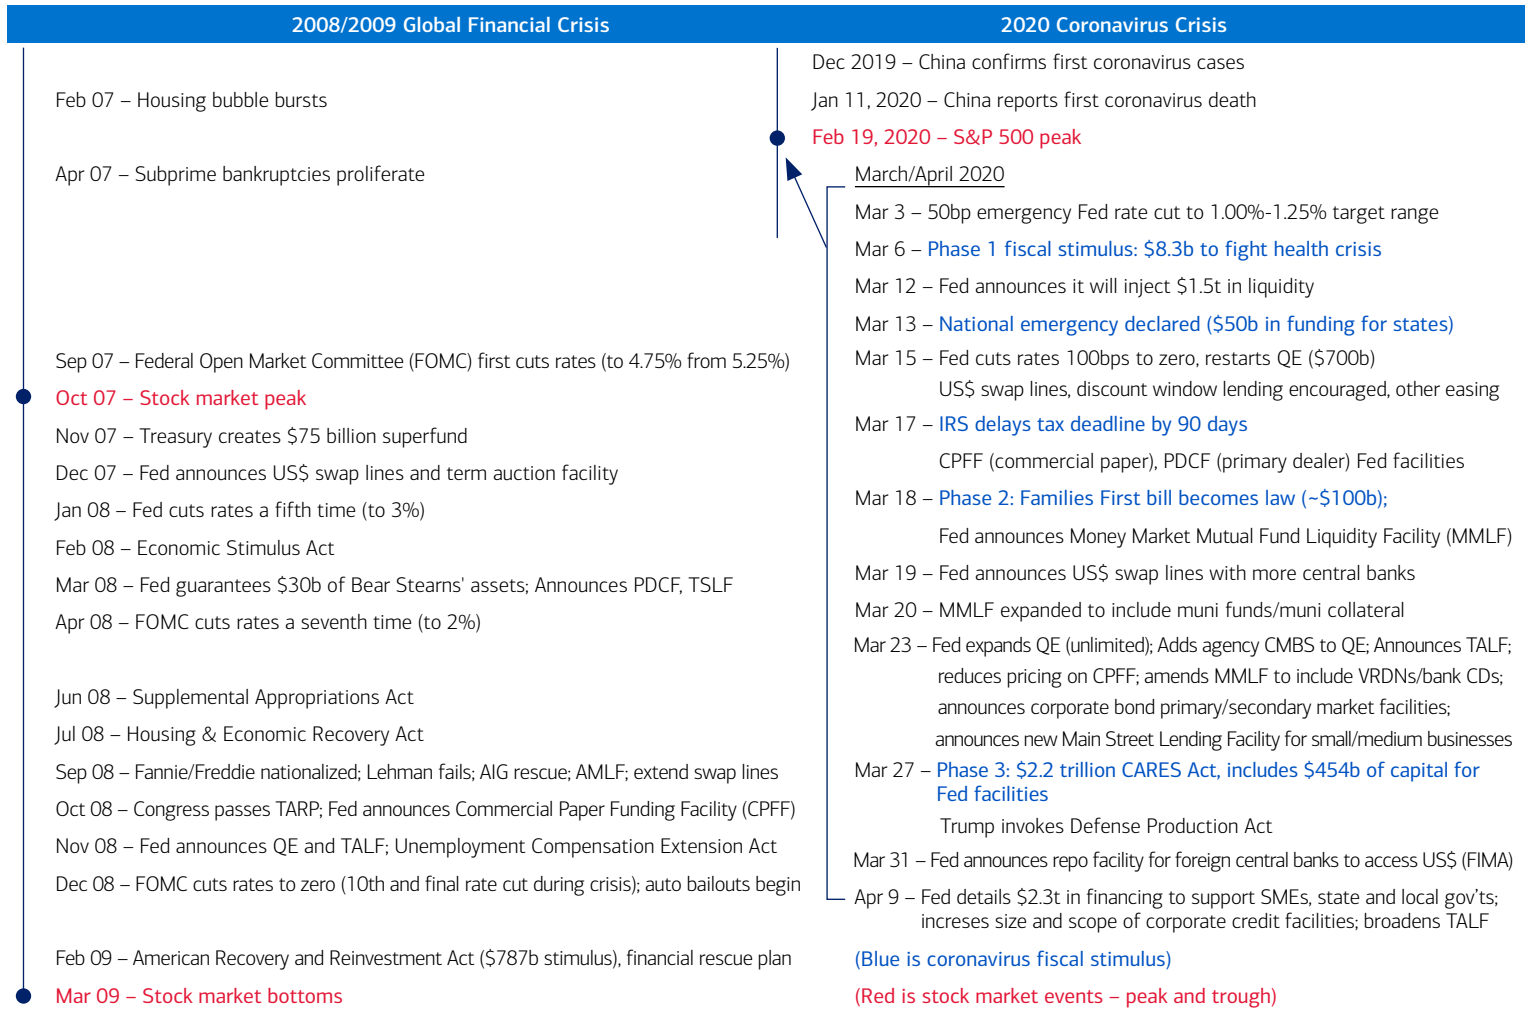 2008/2009 Global Financial Crisis
Feb 07 – Housing bubble bursts
Apr 07 – Subprime bankruptcies proliferate
Sep 07 – Federal Open Market Committee (FOMC) first cuts rates (to 4.75% from 5.25%)
Oct 07 – Stock market peak
Nov 07 – Treasury creates $75 billion superfund
Dec 07 – Fed announces US$ swap lines and term auction facility
Jan 08 – Fed cuts rates a fifth time (to 3%)
Feb 08 – Economic Stimulus Act
Mar 08 – Fed guarantees $30b of Bear Stearns' assets; Announces PDCF, TSLF
Apr 08 – FOMC cuts rates a seventh time (to 2%)
Jun 08 – Supplemental Appropriations Act
Jul 08 – Housing & Economic Recovery Act
Sep 08 – Fannie/Freddie nationalized; Lehman fails; AIG rescue; AMLF; extend swap lines
Oct 08 – Congress passes TARP; Fed announces Commercial Paper Funding Facility (CPFF)
Nov 08 – Fed announces QE and TALF; Unemployment Compensation Extension Act
Dec 08 – FOMC cuts rates to zero (10th and final rate cut during crisis); auto bailouts begin
Feb 09 – American Recovery and Reinvestment Act ($787b stimulus), financial rescue plan
Mar 09 – Stock market bottoms
2020 Coronavirus Crisis
Dec 2019 – China confirms first coronavirus cases
Jan 11, 2020 – China reports first coronavirus death
Feb 19, 2020 – S&P 500 peak
March/April 2020
Mar 3 – 50bp emergency Fed rate cut to 1.00%-1.25% target range
Mar 6 – Phase 1 fiscal stimulus: $8.3b to fight health crisis
Mar 12 – Fed announces it will inject $1.5t in liquidity
Mar 13 – National emergency declared ($50b in funding for states)
Mar 15 – Fed cuts rates 100bps to zero, restarts QE ($700b)
US$ swap lines, discount window lending encouraged, other easing
Mar 17 – IRS delays tax deadline by 90 days
CPFF (commercial paper), PDCF (primary dealer) Fed facilities
Mar 18 – Phase 2: Families First bill becomes law (~$100b);
Fed announces Money Market Mutual Fund Liquidity Facility (MMLF)
Mar 19 – Fed announces US$ swap lines with more central banks
Mar 20 – MMLF expanded to include muni funds/muni collateral
Mar 23 – Fed expands QE (unlimited); Adds agency CMBS to QE; Announces TALF;
reduces pricing on CPFF; amends MMLF to include VRDNs/bank CDs;
announces corporate bond primary/secondary market facilities;
announces new Main Street Lending Facility for small/medium businesses
Mar 27 – Phase 3: $2.2 trillion CARES Act, includes $454b of capital for
Fed facilities
Trump invokes Defense Production Act
Mar 31 – Fed announces repo facility for foreign central banks to access US$ (FIMA)
Apr 9 – Fed details $2.3t in financing to support SMEs, state and local gov'ts;
increses size and scope of corporate credit facilities; broadens TALF
(Blue is coronavirus fiscal stimulus)
(Red is stock market events – peak and trough)